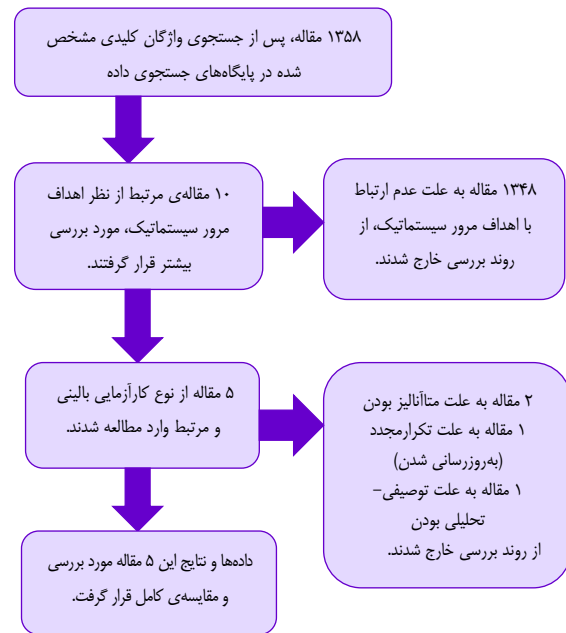 ۱۳۵۸ مقاله، پس از جستجوی واژگان کلیدی مشخص
شده در پایگاه‌های جستجوی داده
۱۰ مقاله‌ی مرتبط از نظر اهداف
مرور سیستماتیک، مورد بررسی
بیشتر قرار گرفتند.
۱۳۴۸ مقاله به علت عدم ارتباط
با اهداف مرور سیستماتیک، از
روند بررسی خارج شدند.
۵ مقاله از نوع کارآزمایی بالینی
و مرتبط وارد مطالعه شدند.
۲ مقاله به علت متاآنالیز بودن
۱ مقاله به علت تکرارمجدد
(به‌روزرسانی شدن)
۱ مقاله به علت توصیفی-
تحلیلی بودن
از روند بررسی خارج شدند.
داده‌ها و نتایج این ۵ مقاله مورد بررسی
و مقایسه‌ی کامل قرار گرفت.